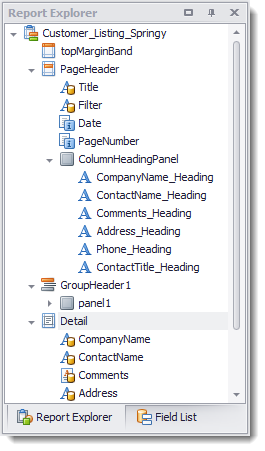 Report Explorer
Customer_Listing_Springy
topMarginBand
PageHeader
Title
Filter
Date
PageNumber
ColumnHeadingPanel
CompanyName_Heading
ContactName_Heading
Comments_Heading
Address_Heading
Phone_Heading
ContactTitle_Heading
GroupHeader1
panel1
Detail
CompanyName
ContactName
Comments
Address
Report Explorer Field List